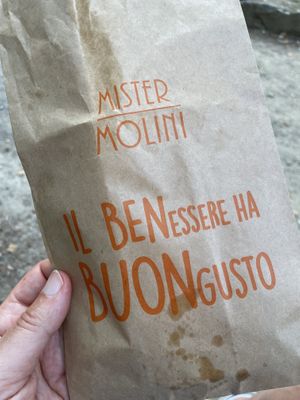 MISTER
MOLINI
IL BENESSERE HA
BUONGUSTO